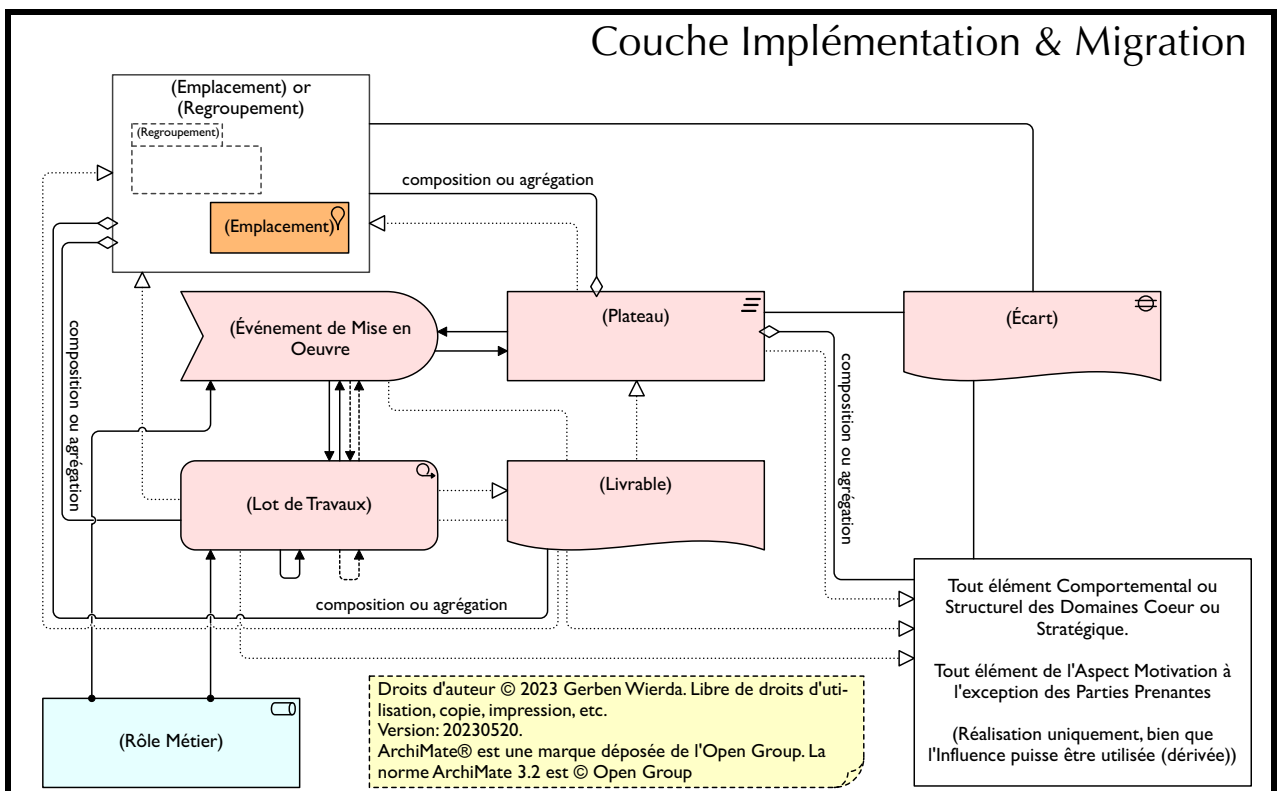 Couche Implémentation & Migration
(Emplacement) or
(Regroupement)
(Regroupement)
(Emplacement)
composition ou agrégation
(Événement de Mise en
Oeuvre
(Plateau)
(Écart)
composition ou agrégation
composition ou agrégation
(Lot de Travaux)
(Livrable)
composition ou agrégation
(Rôle Métier)
Droits d'auteur © 2023 Gerben Wierda. Libre de droits d'uti-
lisation, copie, impression, etc.
Version: 20230520.
ArchiMate® est une marque déposée de l'Open Group. La
norme ArchiMate 3.2 est © Open Group
Tout élément Comportemental ou
Structurel des Domaines Coeur ou
Stratégique.
Tout élément de l'Aspect Motivation à
l'exception des Parties Prenantes
(Réalisation uniquement, bien que
l'Influence puisse être utilisée (dérivée))